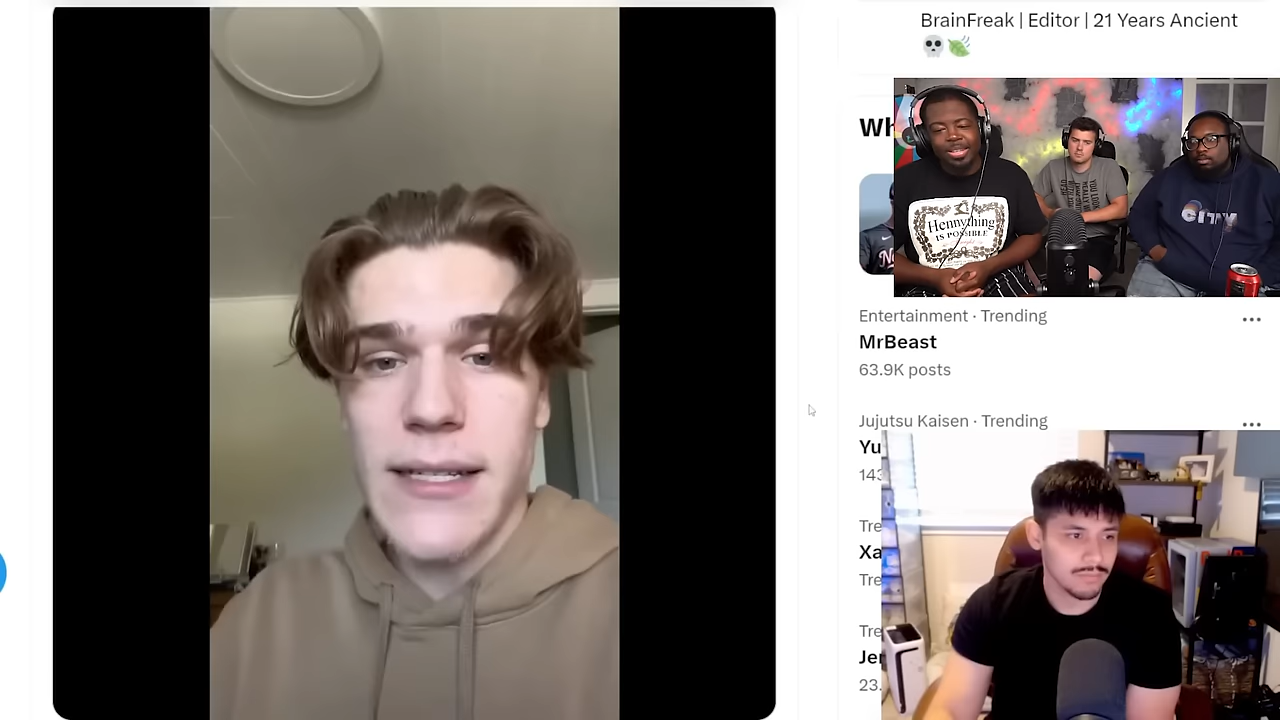 BrainFreak | Editor | 21 Years Ancient
💀🍃
Wh
Hennything
IS POSSIBLE
CITY
Entertainment · Trending
MrBeast
63.9K posts
Jujutsu Kaisen · Trending
Yu
143
Tre
Xa
Tre
Tre
Jer
23.